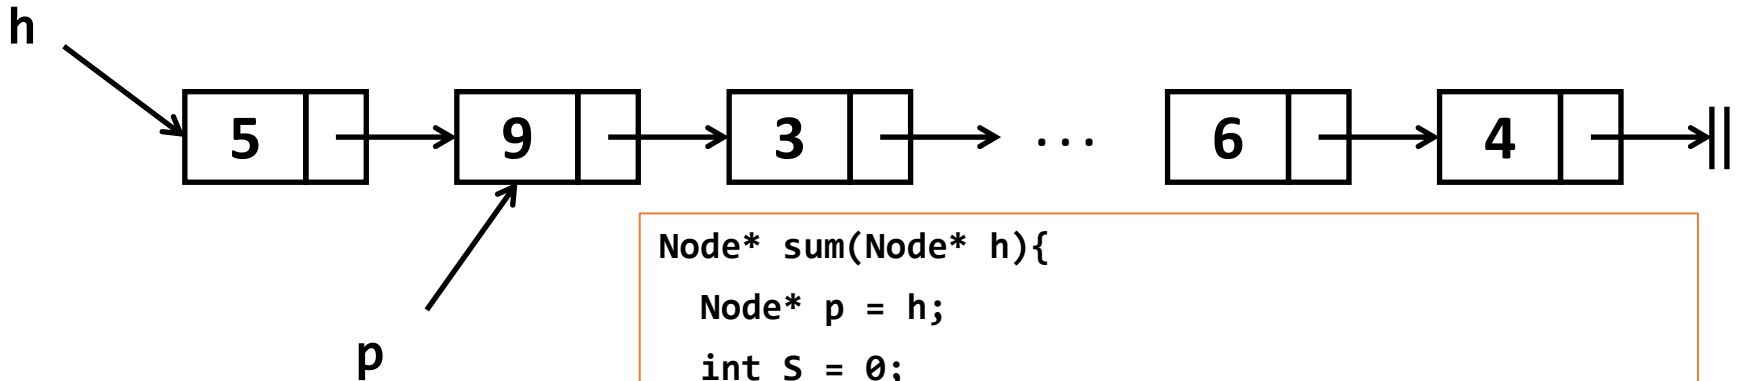 h
5 9 3 ... 6 4
p
Node* sum(Node* h){
Node* p = h;
int S = 0;